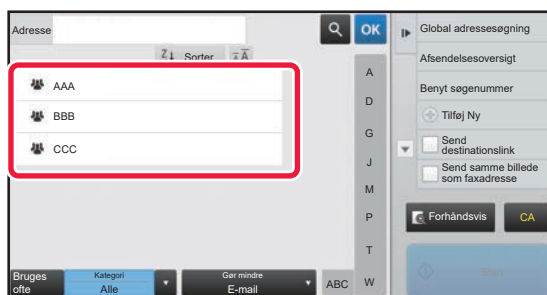 Adresse
OK
Z↓ Sorter
AAA
BBB
CCC
A
D
G
J
M
P
T
W
Global adressesøgning
Afsendelsesoversigt
Benyt søgenummer
Tilføj Ny
Send
destinationslink
Send samme billede
som faxadresse
Forhåndsvis
CA
Start
Bruges
ofte
Kategori
Alle
Gør mindre
E-mail
ABC